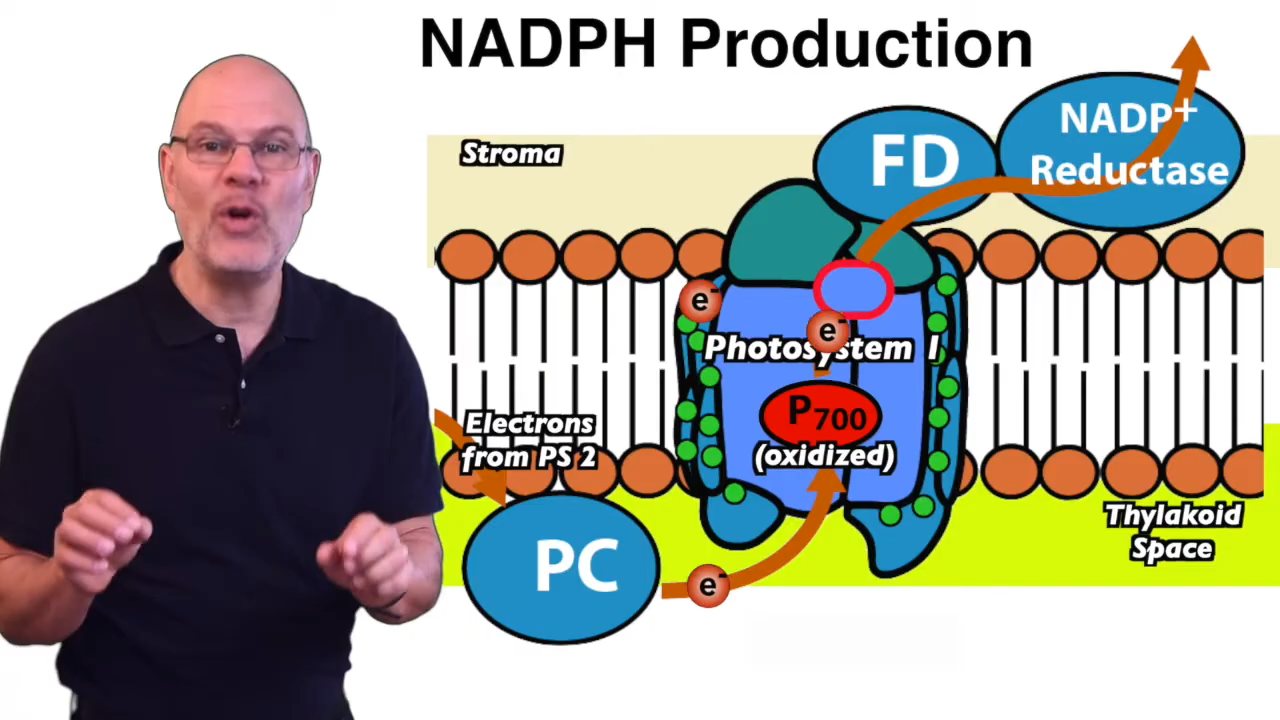 NADPH Production
Stroma
FD
NADP+
Reductase
e-
e-
Photosystem I
P700
(oxidized)
Electrons
from PS 2
PC
e-
Thylakoid
Space